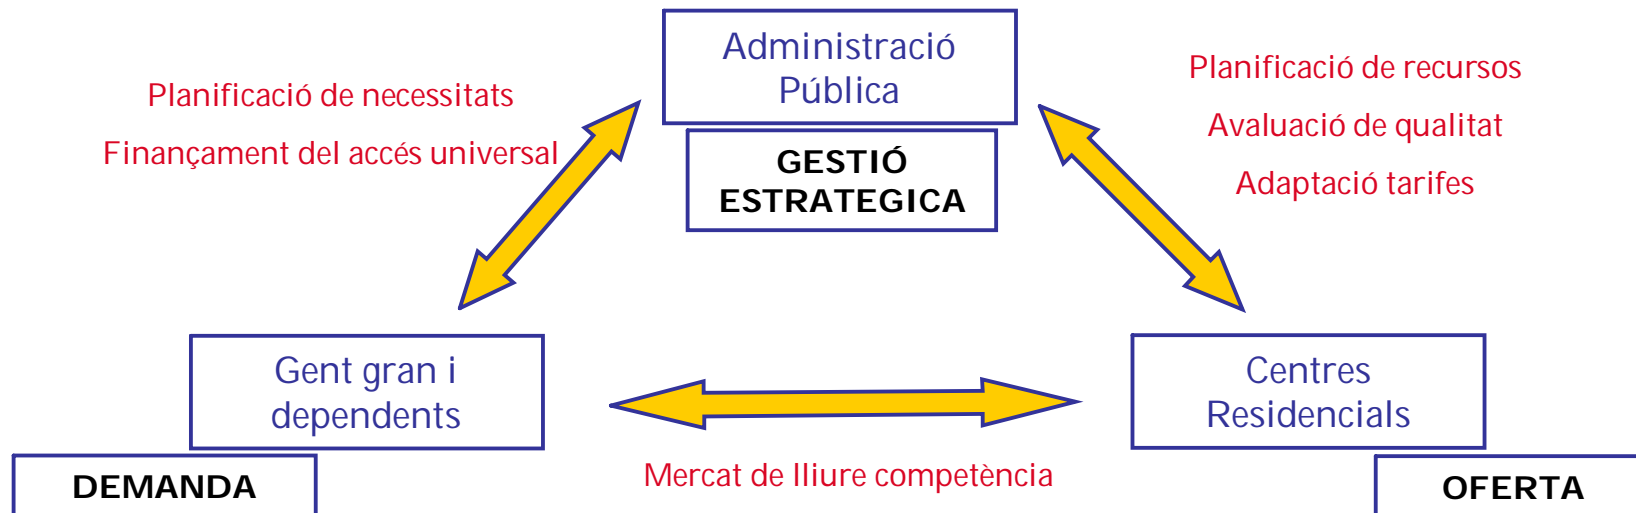 Administració
Pública
GESTIÓ
ESTRATEGICA
Planificació de necessitats
Finançament del accés universal
Planificació de recursos
Avaluació de qualitat
Adaptació tarifes
Gent gran i
dependents
DEMANDA
Mercat de lliure competència
Centres
Residencials
OFERTA